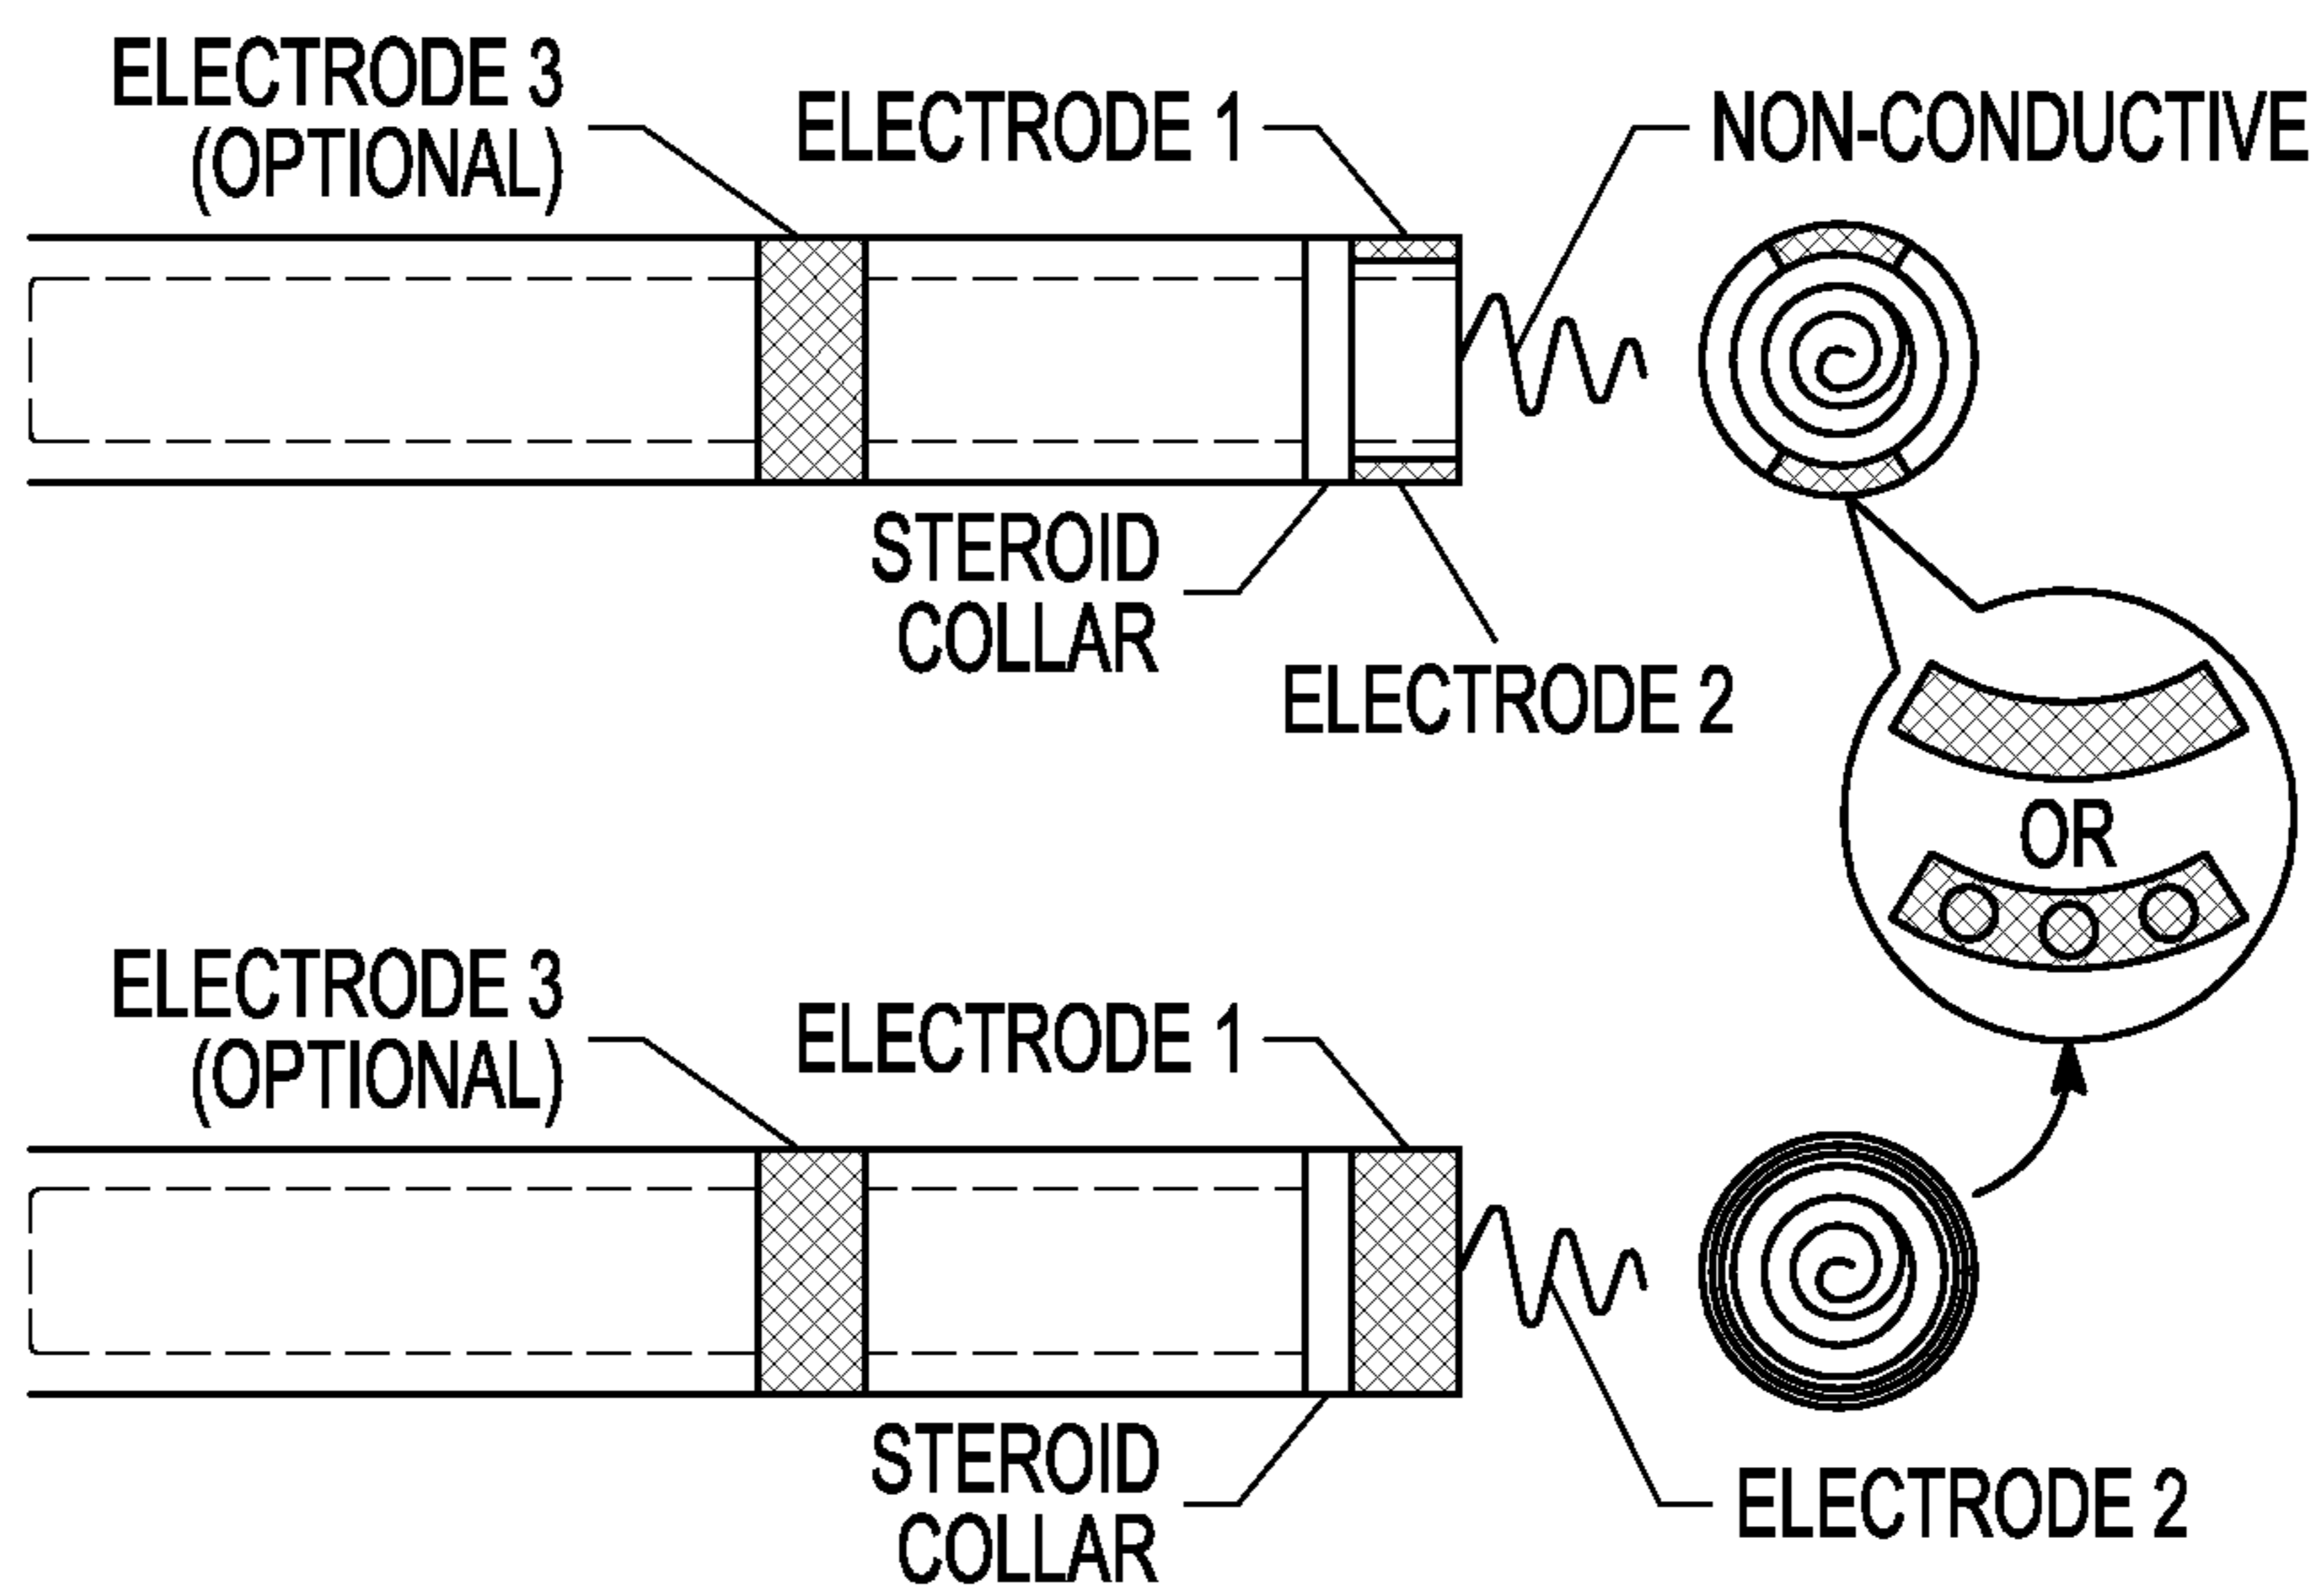 ELECTRODE 3
(OPTIONAL)
ELECTRODE 1
NON-CONDUCTIVE
STEROID
COLLAR
ELECTRODE 2
OR
ELECTRODE 3
(OPTIONAL)
ELECTRODE 1
STEROID
COLLAR
ELECTRODE 2